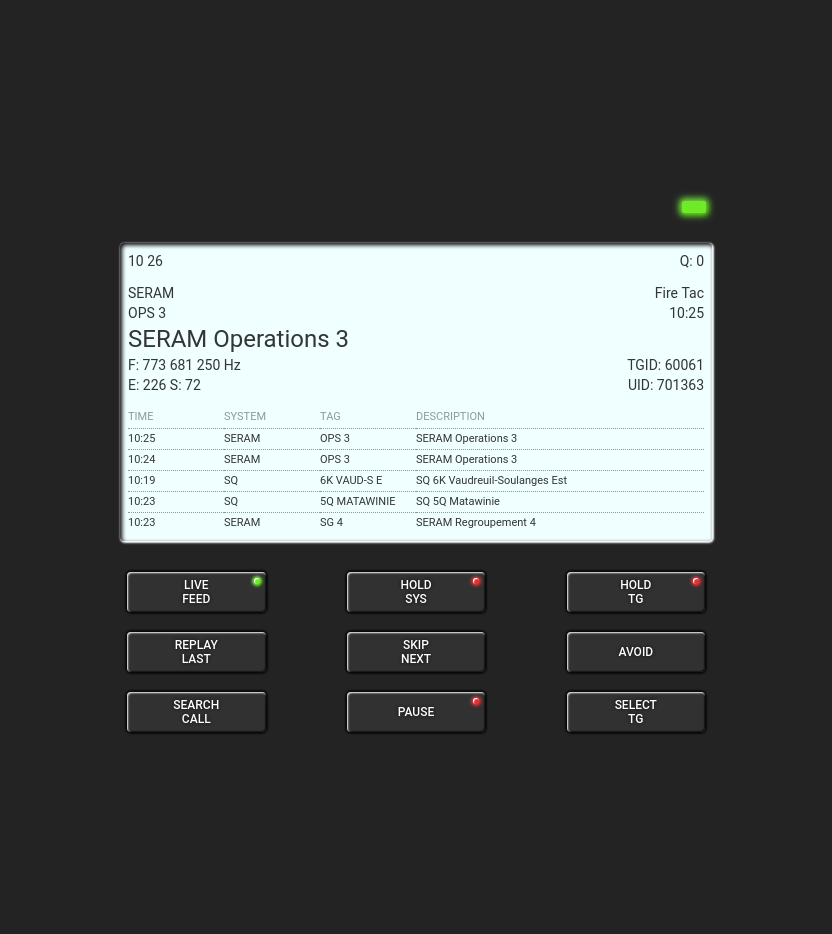 10 26 Q: 0
SERAM Fire Tac
OPS 3 10:25
SERAM Operations 3
F: 773 681 250 Hz TGID: 60061
E: 226 S: 72 UID: 701363
TIME SYSTEM TAG DESCRIPTION
10:25 SERAM OPS 3 SERAM Operations 3
10:24 SERAM OPS 3 SERAM Operations 3
10:19 SQ 6K VAUD-S E SQ 6K Vaudreuil-Soulanges Est
10:23 SQ 5Q MATAWINIE SQ 5Q Matawinie
10:23 SERAM SG 4 SERAM Regroupement 4
LIVE
FEED
HOLD
SYS
HOLD
TG
REPLAY
LAST
SKIP
NEXT
AVOID
SEARCH
CALL
PAUSE
SELECT
TG